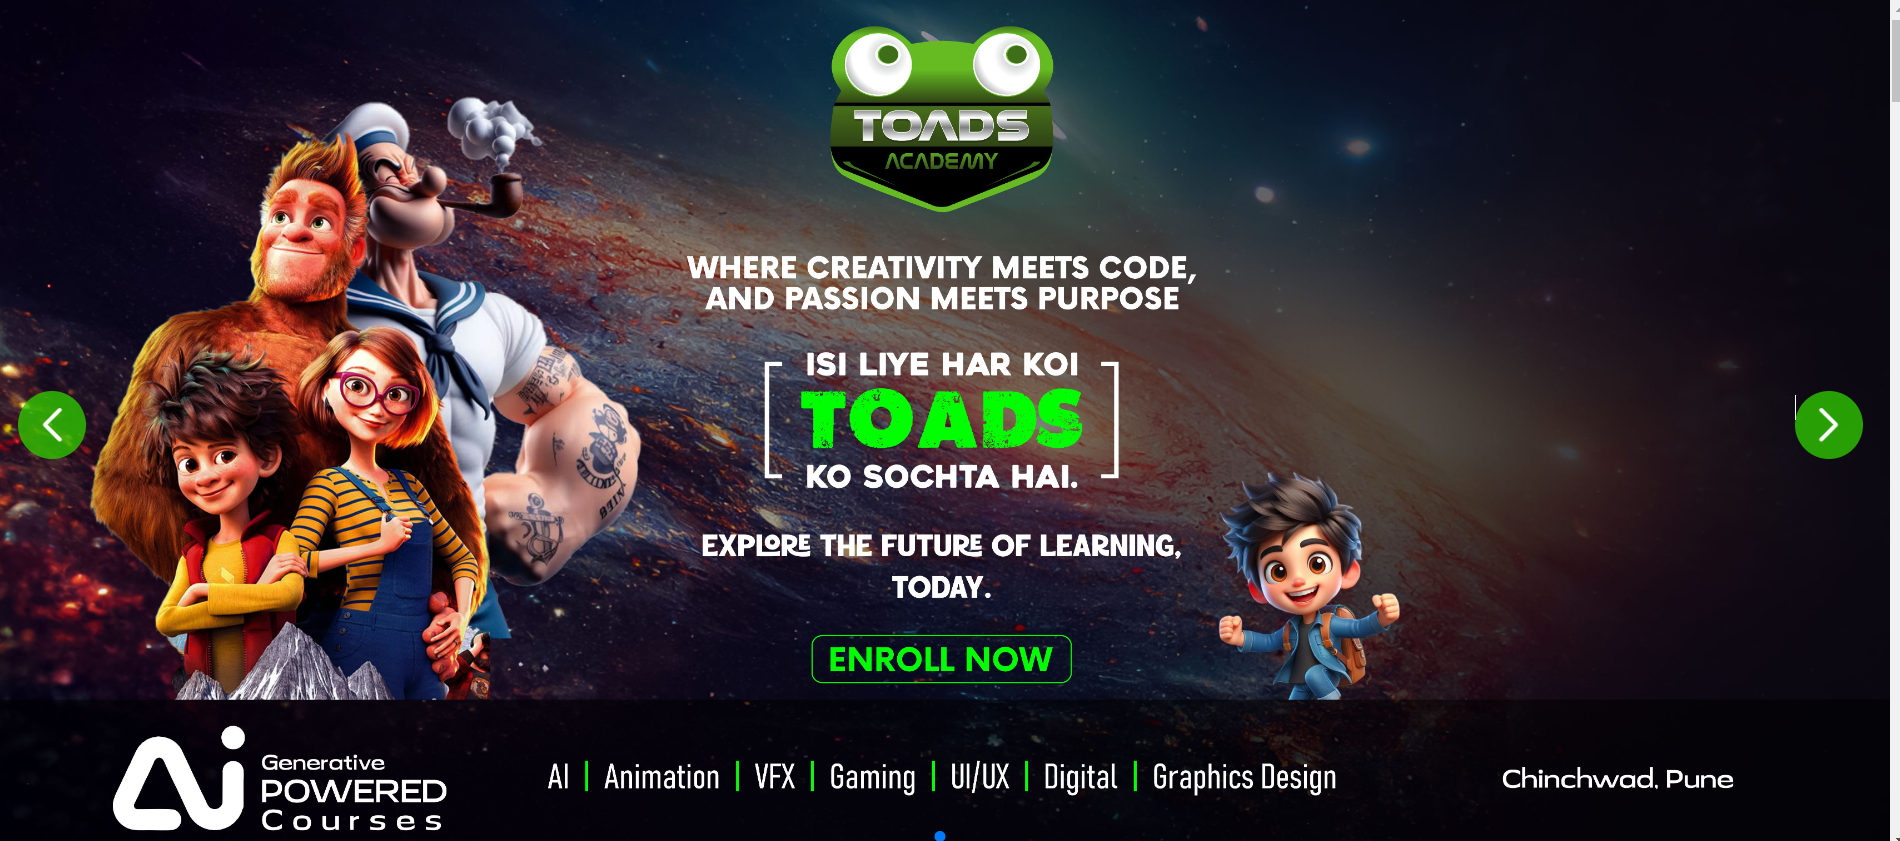 TOADS
ACADEMY
WHERE CREATIVITY MEETS CODE,
AND PASSION MEETS PURPOSE
ISI LIYE HAR KOI
TOADS
KO SOCHTA HAI.
EXPLORE THE FUTURE OF LEARNING,
TODAY.
ENROLL NOW
Ai Generative
POWERED
Courses
AI | Animation | VFX | Gaming | UI/UX | Digital | Graphics Design
Chinchwad, Pune